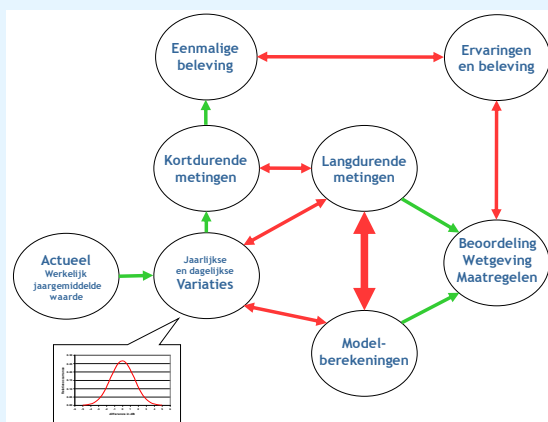 Eenmalige
beleving
Ervaringen
en beleving
Kortdurende
metingen
Langdurende
metingen
Actueel
Werkelijk
jaargemiddelde
waarde
Jaarlijkse
en dagelijkse
Variaties
Beoordeling
Wetgeving
Maatregelen
Model-
berekeningen